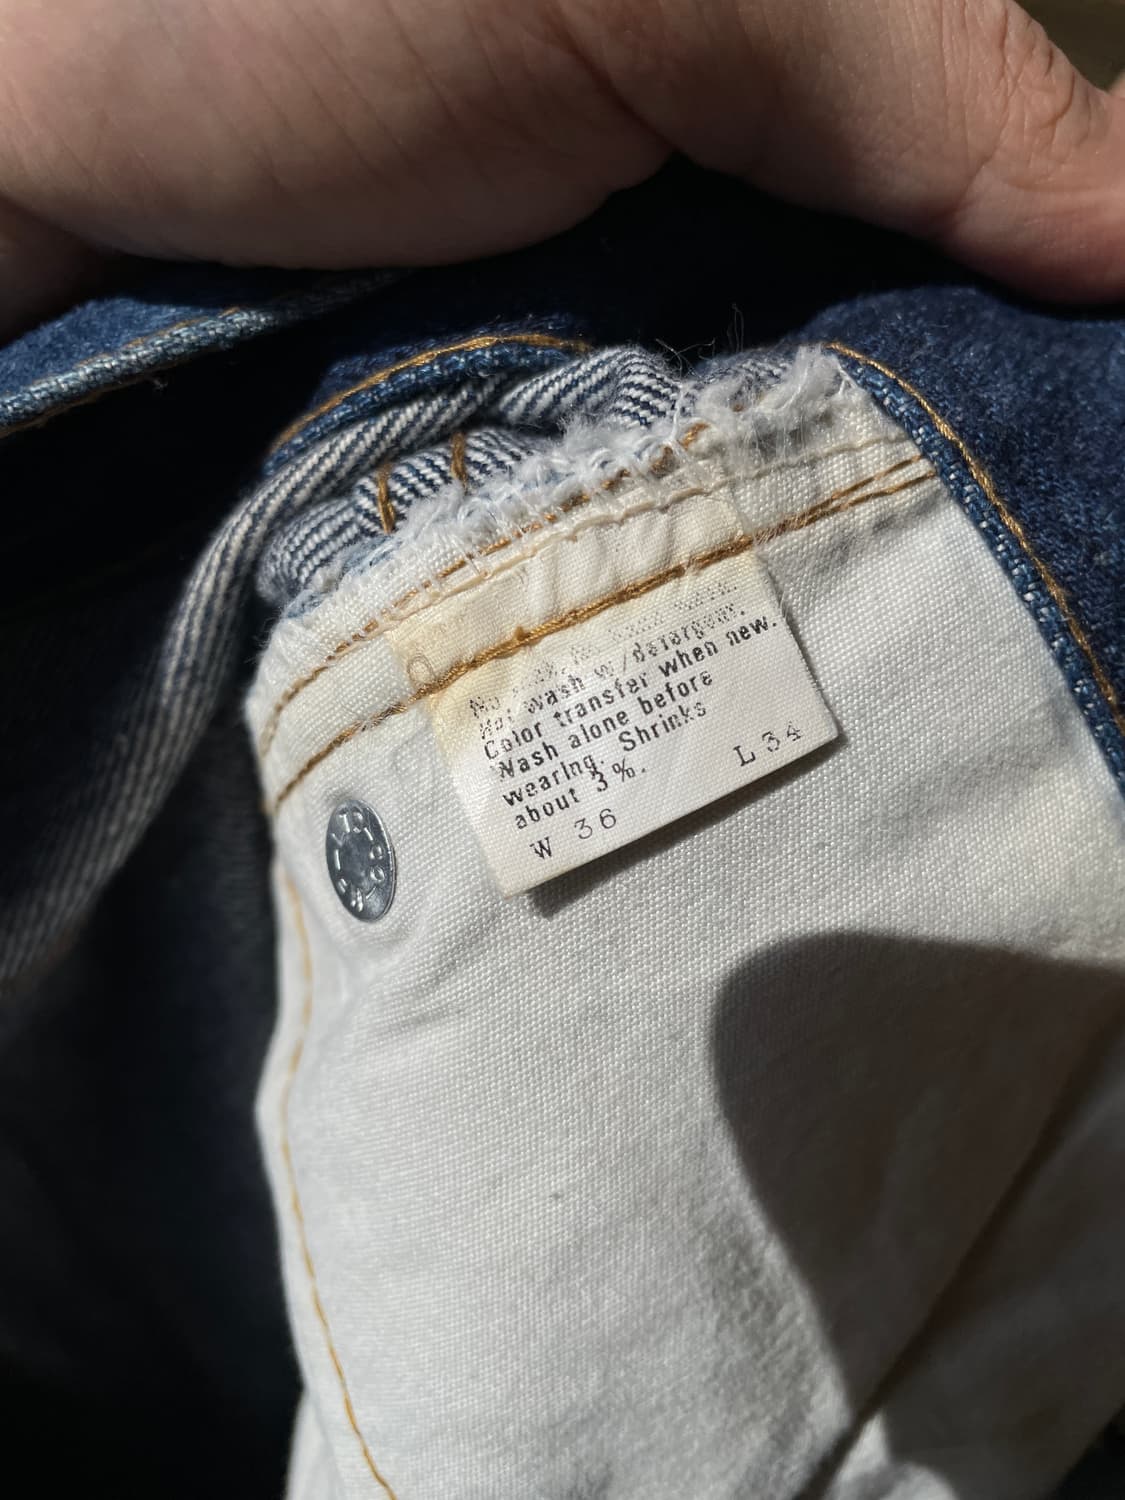 wash w/detergent.
Color transfer when new.
Wash alone before
wearing. Shrinks
about 3%.
W 36 L 34